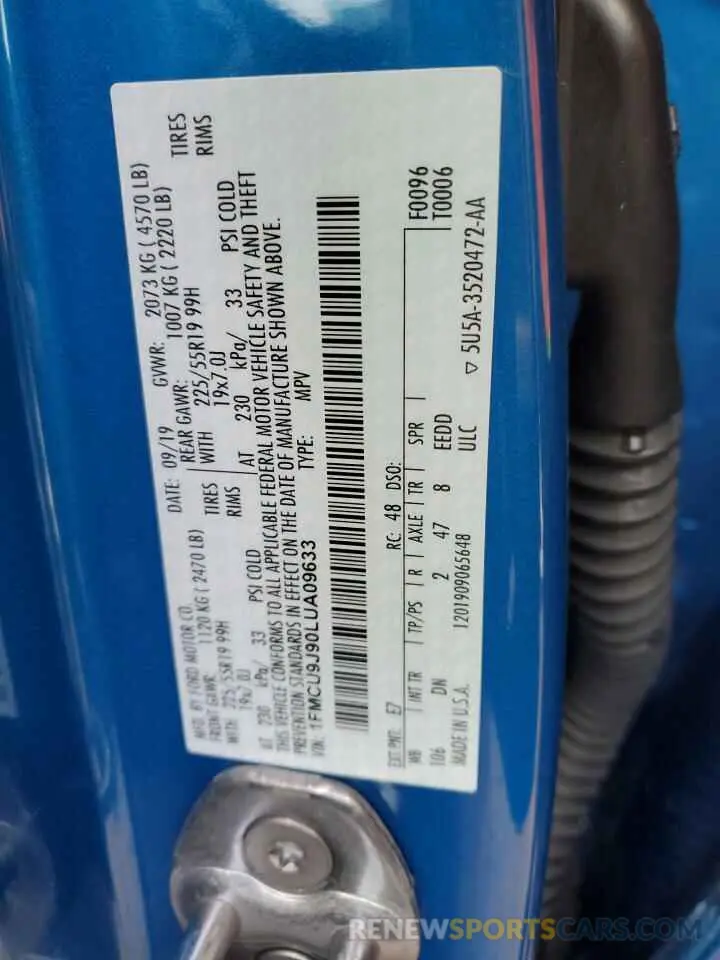 MFD. BY FORD MOTOR CO.
DATE: 09/19 GVWR: 2073 KG ( 4570 LB)
FRONT GAWR: 1120 KG ( 2470 LB) REAR GAWR: 1007 KG ( 2220 LB)
WITH 225/55R19 99H TIRES WITH 225/55R19 99H TIRES
19x7.0J RIMS 19x7.0J RIMS
AT 230 kPa/ 33 PSI COLD AT 230 kPa/ 33 PSI COLD
THIS VEHICLE CONFORMS TO ALL APPLICABLE FEDERAL MOTOR VEHICLE SAFETY AND THEFT
PREVENTION STANDARDS IN EFFECT ON THE DATE OF MANUFACTURE SHOWN ABOVE.
VIN: 1FMCU9J90LUA09633 TYPE: MPV
EXT PNT: E7 RC: 48 DSO: F0096
WB INT TR TP/PS R AXLE TR SPR T0006
106 DN 2 47 8 EEDD
MADE IN U.S.A. 1201909065648 ULC ▽ 5U5A-3520472-AA
RENEWSPORTSCARS.COM